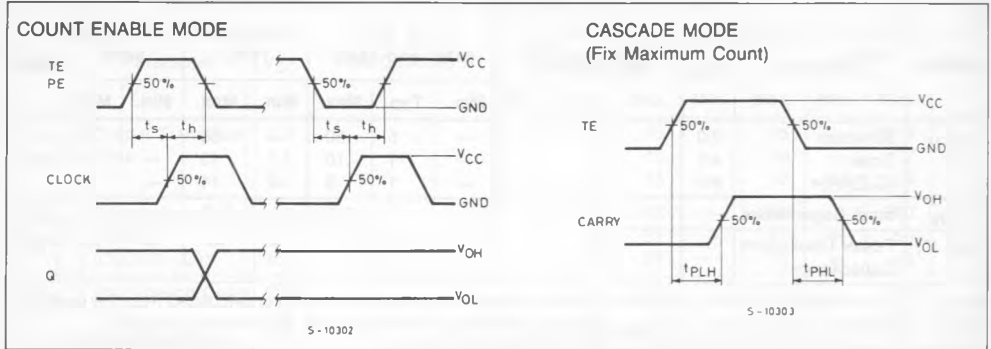 COUNT ENABLE MODE
TE
PE
50%
VCC
GND
ts
th
ts
th
CLOCK
50%
50%
VCC
GND
Q
VOH
VOL
S-10302
CASCADE MODE
(Fix Maximum Count)
TE
50%
50%
VCC
GND
CARRY
50%
50%
VOH
VOL
tPLH
tPHL
S-10303